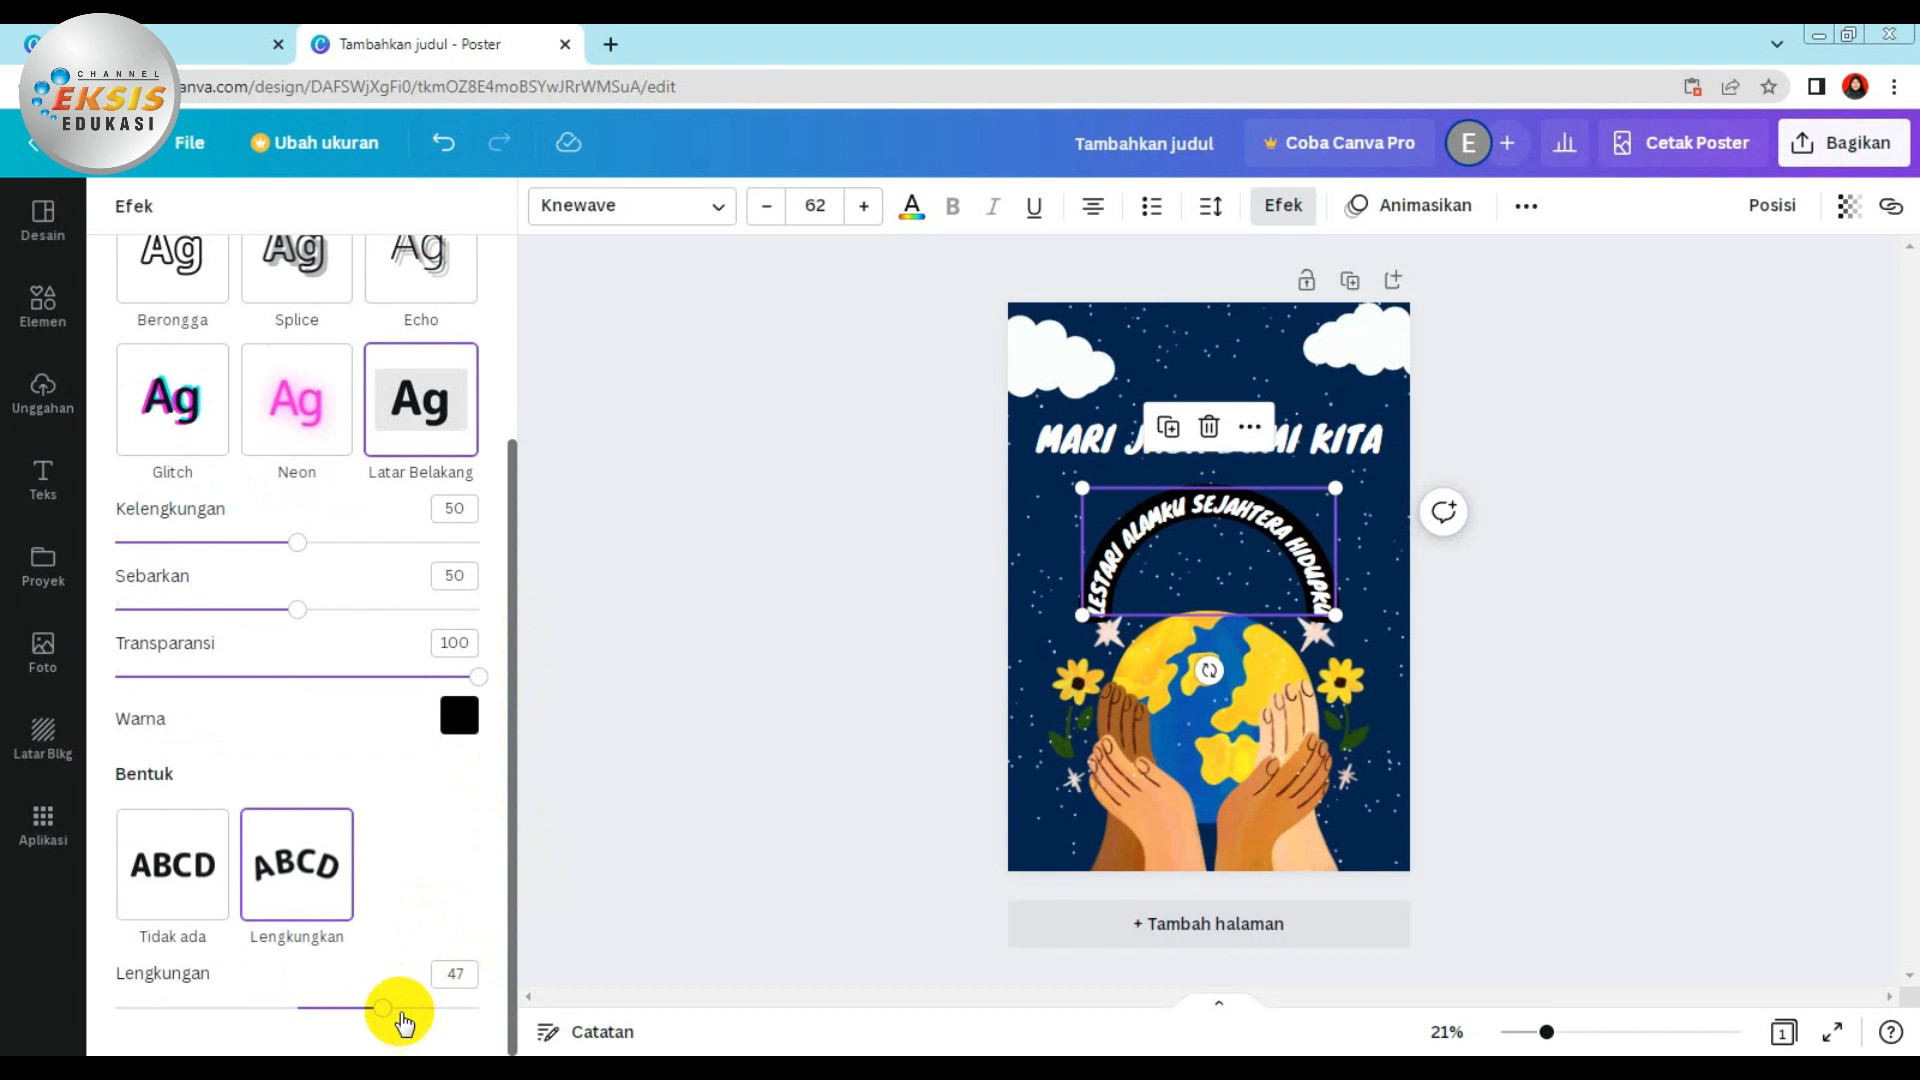 Tambahkan judul - Poster
CHANNEL
EKSIS
EDUKASI
anva.com/design/DAFSWjXgFi0/tkmOZ8E4moBSYwJRrWMSuA/edit
File
Ubah ukuran
Tambahkan judul
Coba Canva Pro
E
Cetak Poster
Bagikan
Efek
Knewave
62
A
B
I
U
Efek
Animasikan
Posisi
Desain
Elemen
Unggahan
Teks
Proyek
Foto
Latar Blkg
Aplikasi
Ag
Ag
Ag
Berongga
Splice
Echo
Ag
Ag
Ag
Glitch
Neon
Latar Belakang
Kelengkungan
50
Sebarkan
50
Transparansi
100
Warna
Bentuk
ABCD
ABCD
Tidak ada
Lengkungkan
Lengkungan
47
MARI
KITA
LESTARI ALAMKU SEJAHTERA HIDUPKU
+ Tambah halaman
Catatan
21%
1